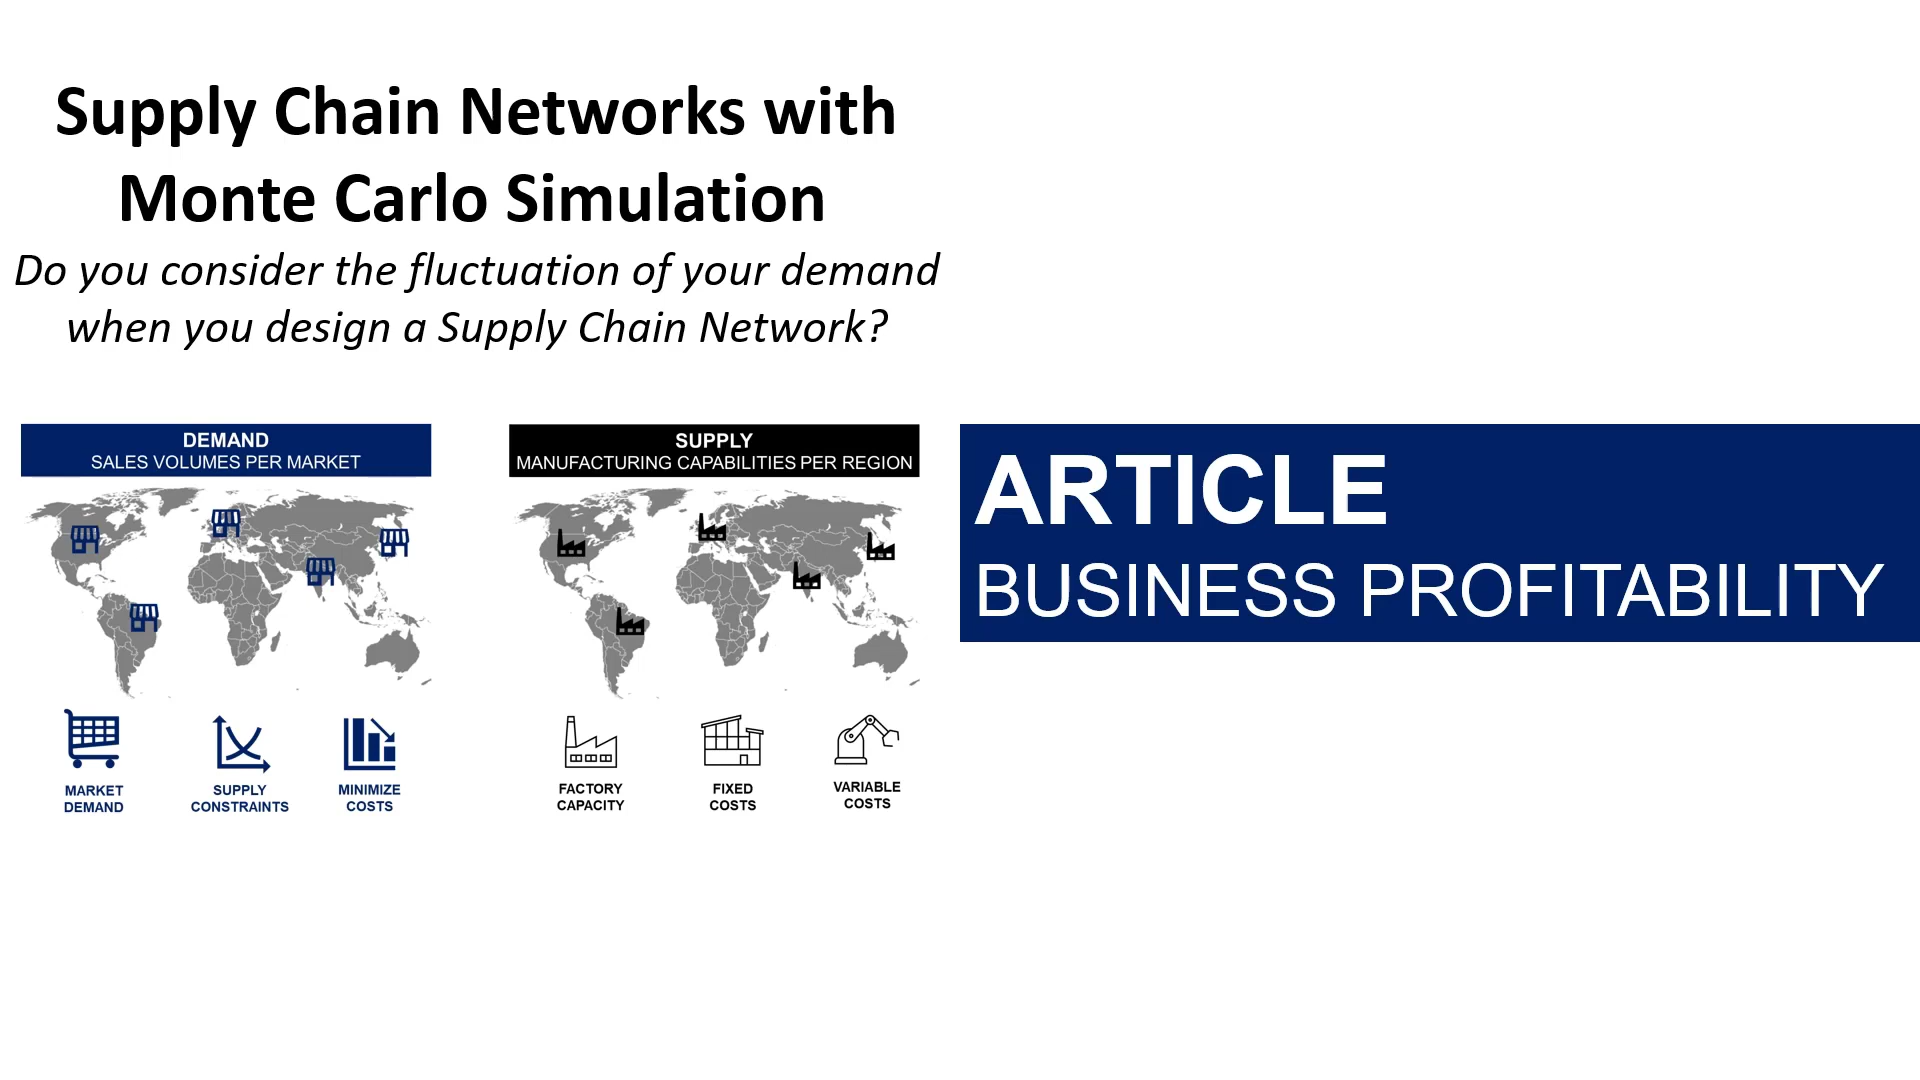 Supply Chain Networks with
Monte Carlo Simulation
Do you consider the fluctuation of your demand
when you design a Supply Chain Network?
DEMAND
SALES VOLUMES PER MARKET
MARKET
DEMAND
SUPPLY
CONSTRAINTS
MINIMIZE
COSTS
SUPPLY
MANUFACTURING CAPABILITIES PER REGION
FACTORY
CAPACITY
FIXED
COSTS
VARIABLE
COSTS
ARTICLE
BUSINESS PROFITABILITY